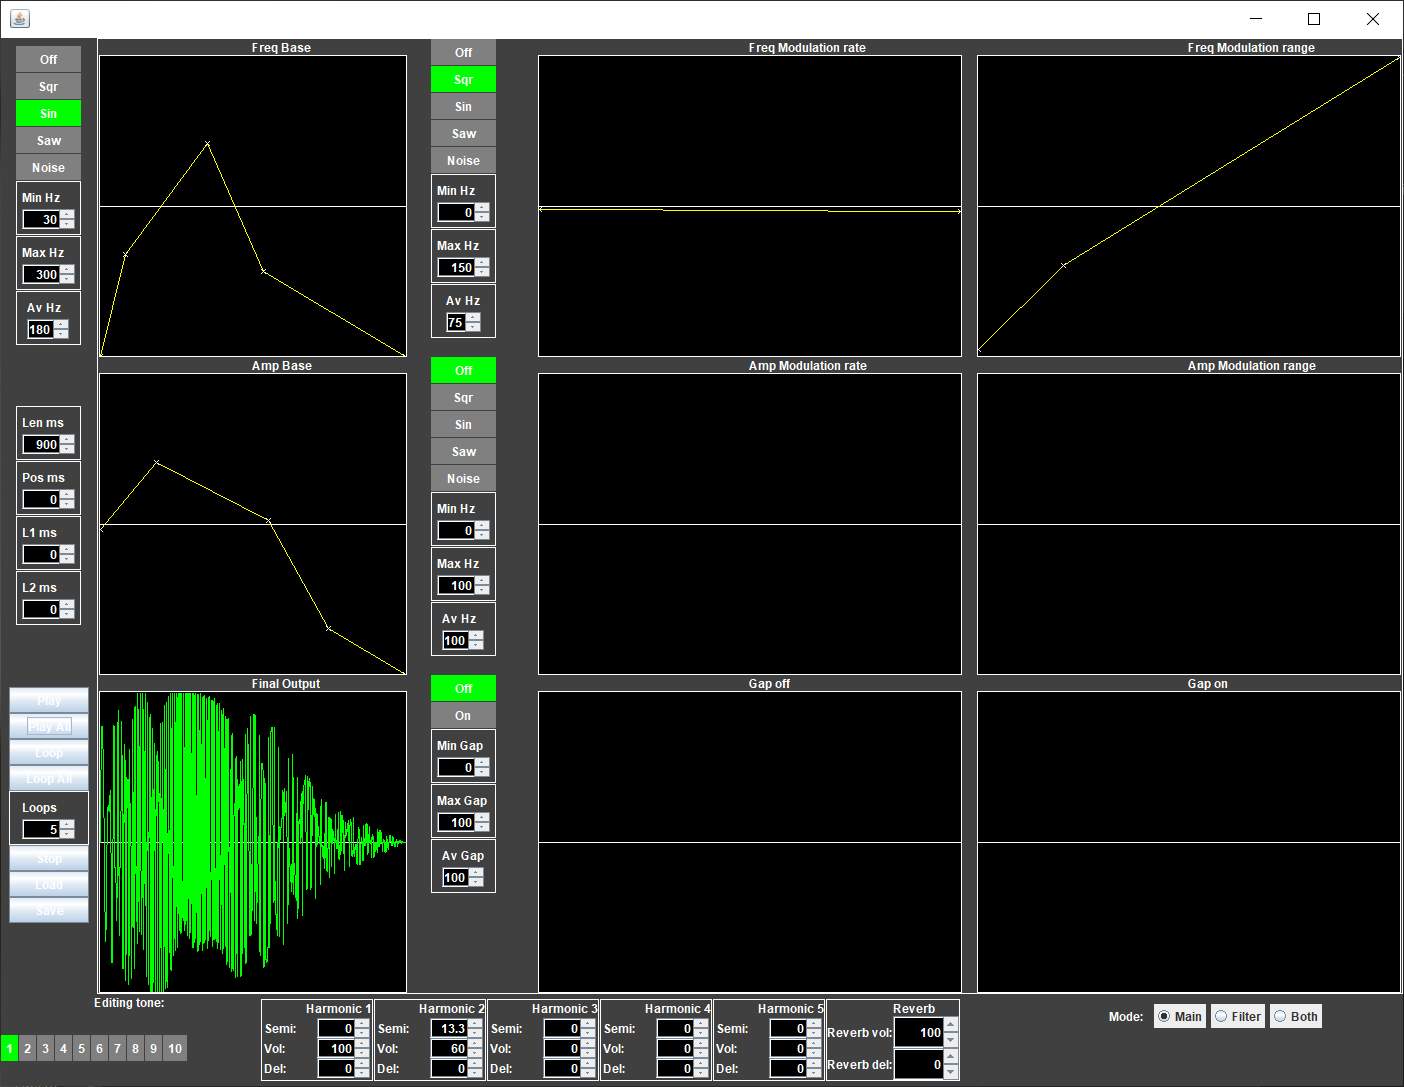 Freq Base
Freq Modulation rate
Freq Modulation range
Off
Sqr
Sin
Saw
Noise
Min Hz
30
Max Hz
300
Av Hz
180
Off
Sqr
Sin
Saw
Noise
Min Hz
0
Max Hz
150
Av Hz
75
Amp Base
Amp Modulation rate
Amp Modulation range
Len ms
900
Pos ms
0
L1 ms
0
L2 ms
0
Off
Sqr
Sin
Saw
Noise
Min Hz
0
Max Hz
100
Av Hz
100
Final Output
Gap off
Gap on
Play
Play All
Loop
Loop All
Loops
5
Stop
Load
Save
Off
On
Min Gap
0
Max Gap
100
Av Gap
100
Editing tone:
1 2 3 4 5 6 7 8 9 10
Harmonic 1
Semi: 0
Vol: 100
Del: 0
Harmonic 2
Semi: 13.3
Vol: 60
Del: 0
Harmonic 3
Semi: 0
Vol: 0
Del: 0
Harmonic 4
Semi: 0
Vol: 0
Del: 0
Harmonic 5
Semi: 0
Vol: 0
Del: 0
Reverb
Reverb vol: 100
Reverb del: 0
Mode: Main Filter Both